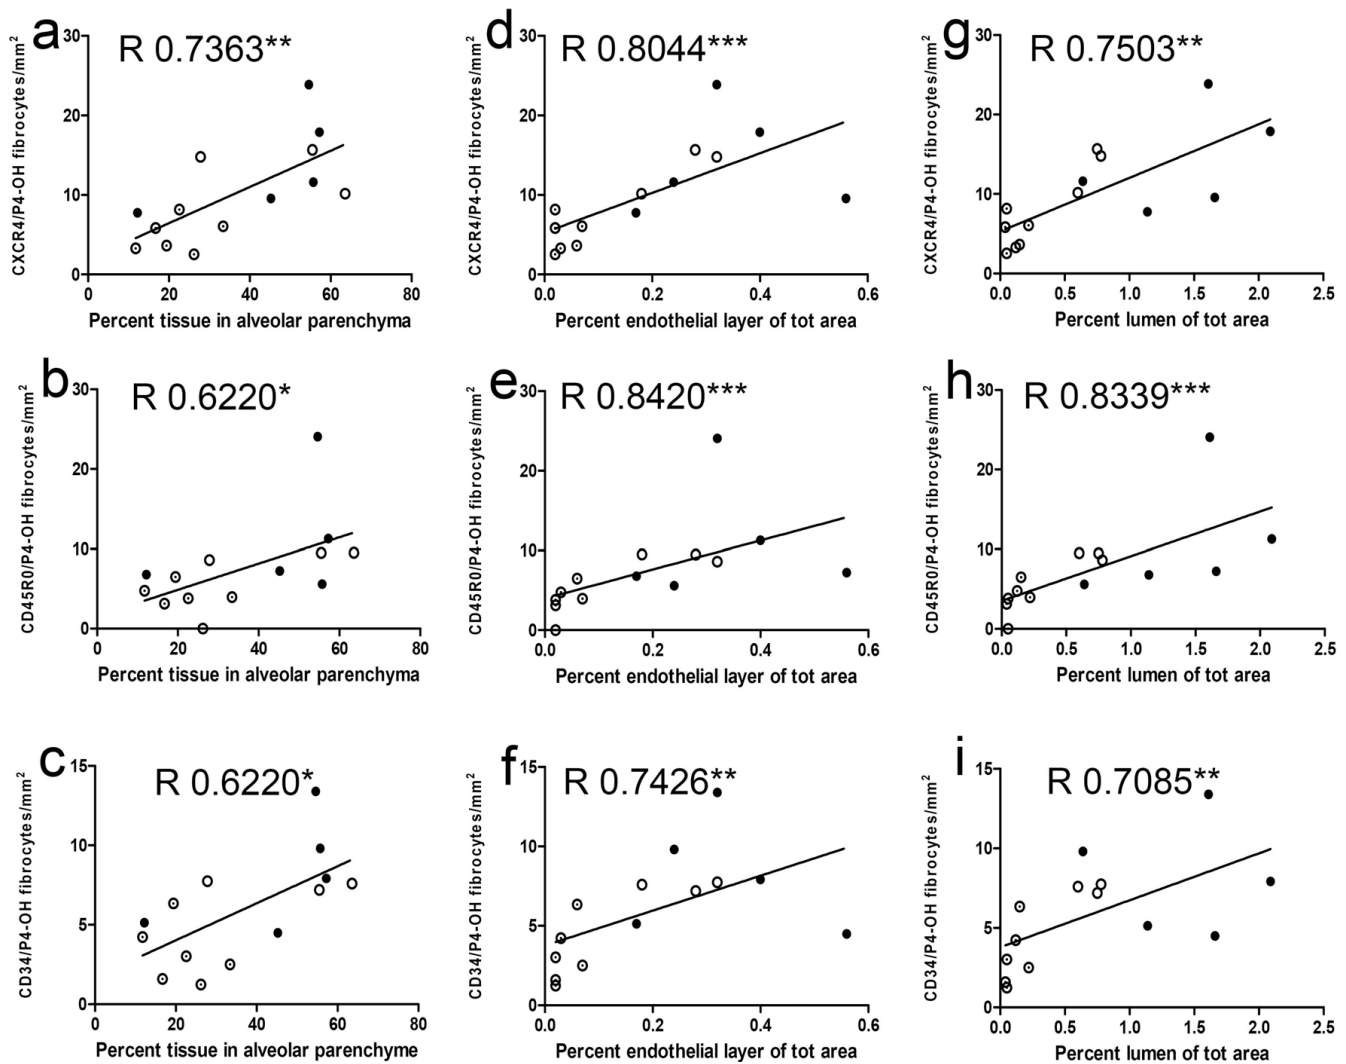 a
R 0.7363**
CXCR4/P4-OH fibrocytes/mm²
30
20
10
0
0 20 40 60 80
Percent tissue in alveolar parenchyma
d
R 0.8044***
CXCR4/P4-OH fibrocytes/mm²
30
20
10
0
0.0 0.2 0.4 0.6
Percent endothelial layer of tot area
g
R 0.7503**
CXCR4/P4-OH fibrocytes/mm²
30
20
10
0
0.0 0.5 1.0 1.5 2.0 2.5
Percent lumen of tot area
b
R 0.6220*
CD45R0/P4-OH fibrocytes/mm²
30
20
10
0
0 20 40 60 80
Percent tissue in alveolar parenchyma
e
R 0.8420***
CD45R0/P4-OH fibrocytes/mm²
30
20
10
0
0.0 0.2 0.4 0.6
Percent endothelial layer of tot area
h
R 0.8339***
CD45R0/P4-OH fibrocytes/mm²
30
20
10
0
0.0 0.5 1.0 1.5 2.0 2.5
Percent lumen of tot area
c
R 0.6220*
CD34/P4-OH fibrocytes/mm²
15
10
5
0
0 20 40 60 80
Percent tissue in alveolar parenchyme
f
R 0.7426**
CD34/P4-OH fibrocytes/mm²
15
10
5
0
0.0 0.2 0.4 0.6
Percent endothelial layer of tot area
i
R 0.7085**
CD34/P4-OH fibrocytes/mm²
15
10
5
0
0.0 0.5 1.0 1.5 2.0 2.5
Percent lumen of tot area